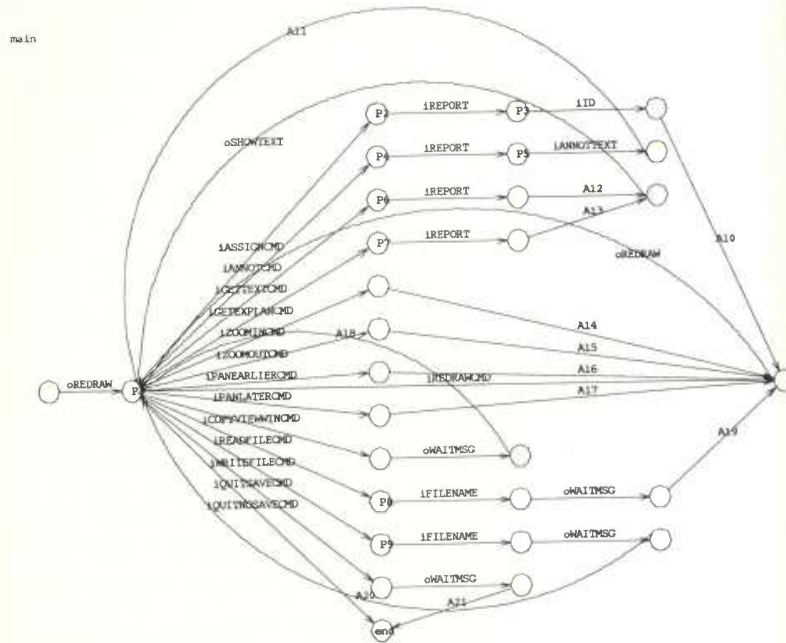 main
A11
P2 iREPORT P3 iID
oSHOWTEXT
P4 iREPORT P5 iANNOTTEXT
P6 iREPORT A12
A13
P7 iREPORT
A10
iASSIGNCMD
oREDRAW
iANNOTCMD
iGETTEXTCMD
iGETEXPLANCMD
A14
iZOOMINCMD A18
A15
iZOOMOUTCMD
A16
iPANEARLIERCMD iREDRAWCMD
oREDRAW
A17
iPANLATERCMD
iCOPYVIEWWINCMD
A19
iREADFILECMD oWAITMSG
iWRITEFILECMD
iQUITSAVECMD P8 iFILENAME oWAITMSG
iQUITNOSAVECMD
P9 iFILENAME oWAITMSG
oWAITMSG
A20 A21
end